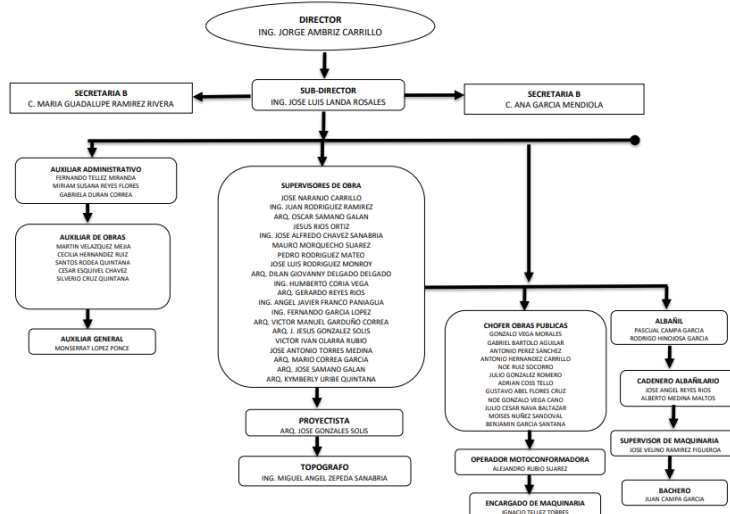 DIRECTOR
ING. JORGE AMBRIZ CARRILLO
SECRETARIA B
C. MARIA GUADALUPE RAMIREZ RIVERA
SUB-DIRECTOR
ING. JOSE LUIS LANDA ROSALES
SECRETARIA B
C. ANA GARCIA MENDIOLA
AUXILIAR ADMINISTRATIVO
FERNANDO TELLEZ MIRANDA
MIRIAM SUSANA REYES FLORES
GABRIELA DURAN CORREA
AUXILIAR DE OBRAS
MARTIN VELAZQUEZ MEJIA
CECILIA HERNANDEZ RUIZ
SANTOS RODEA QUINTANA
CESAR ESQUIVEL CHAVEZ
SILVERIO CRUZ QUINTANA
AUXILIAR GENERAL
MONSERRAT LOPEZ PONCE
SUPERVISORES DE OBRA
JOSE NARANJO CARRILLO
ING. JUAN RODRIGUEZ RAMIREZ
ARQ. OSCAR SAMANO GALAN
JESUS RIOS ORTIZ
ING. JOSE ALFREDO CHAVEZ SANABRIA
MAURO MORQUECHO SUAREZ
PEDRO RODRIGUEZ MATEO
JOSE LUIS RODRIGUEZ MONROY
ARQ. DILAN GIOVANNY DELGADO DELGADO
ING. HUMBERTO CORIA VEGA
ARQ. GERARDO REYES RIOS
ING. ANGEL JAVIER FRANCO PANIAGUA
ING. FERNANDO GARCIA LOPEZ
ARQ. VICTOR MANUEL GARDUÑO CORREA
ARQ. J. JESUS GONZALEZ SOLIS
VICTOR IVAN OLARRA RUBIO
JOSE ANTONIO TORRES MEDINA
ARQ. MARIO CORREA GARCIA
ARQ. JOSE SAMANO GALAN
ARQ. KYMBERLY URIBE QUINTANA
PROYECTISTA
ARQ. JOSE GONZALES SOLIS
TOPOGRAFO
ING. MIGUEL ANGEL ZEPEDA SANABRIA
CHOFER OBRAS PUBLICAS
GONZALO VEGA MORALES
GABRIEL BARTOLO AGUILAR
ANTONIO PEREZ SANCHEZ
ANTONIO HERNANDEZ CARRILLO
NOE RUIZ SOCORRO
JULIO GONZALEZ ROMERO
ADRIAN COSS TELLO
GUSTAVO ABEL FLORES CRUZ
NOE GONZALO VEGA CANO
JULIO CESAR NAVA BALTAZAR
MOISES NUÑEZ SANDOVAL
BENJAMIN GARCIA SANTANA
OPERADOR MOTOCONFORMADORA
ALEJANDRO RUBIO SUAREZ
ENCARGADO DE MAQUINARIA
IGNACIO TELLEZ TORRES
ALBAÑIL
PASCUAL CAMPA GARCIA
RODRIGO HINOJOSA GARCIA
CADENERO ALBAÑILARIO
JOSE ANGEL REYES RIOS
ALBERTO MEDINA MALTOS
SUPERVISOR DE MAQUINARIA
JOSE VELINO RAMIREZ FIGUEROA
BACHERO
JUAN CAMPA GARCIA